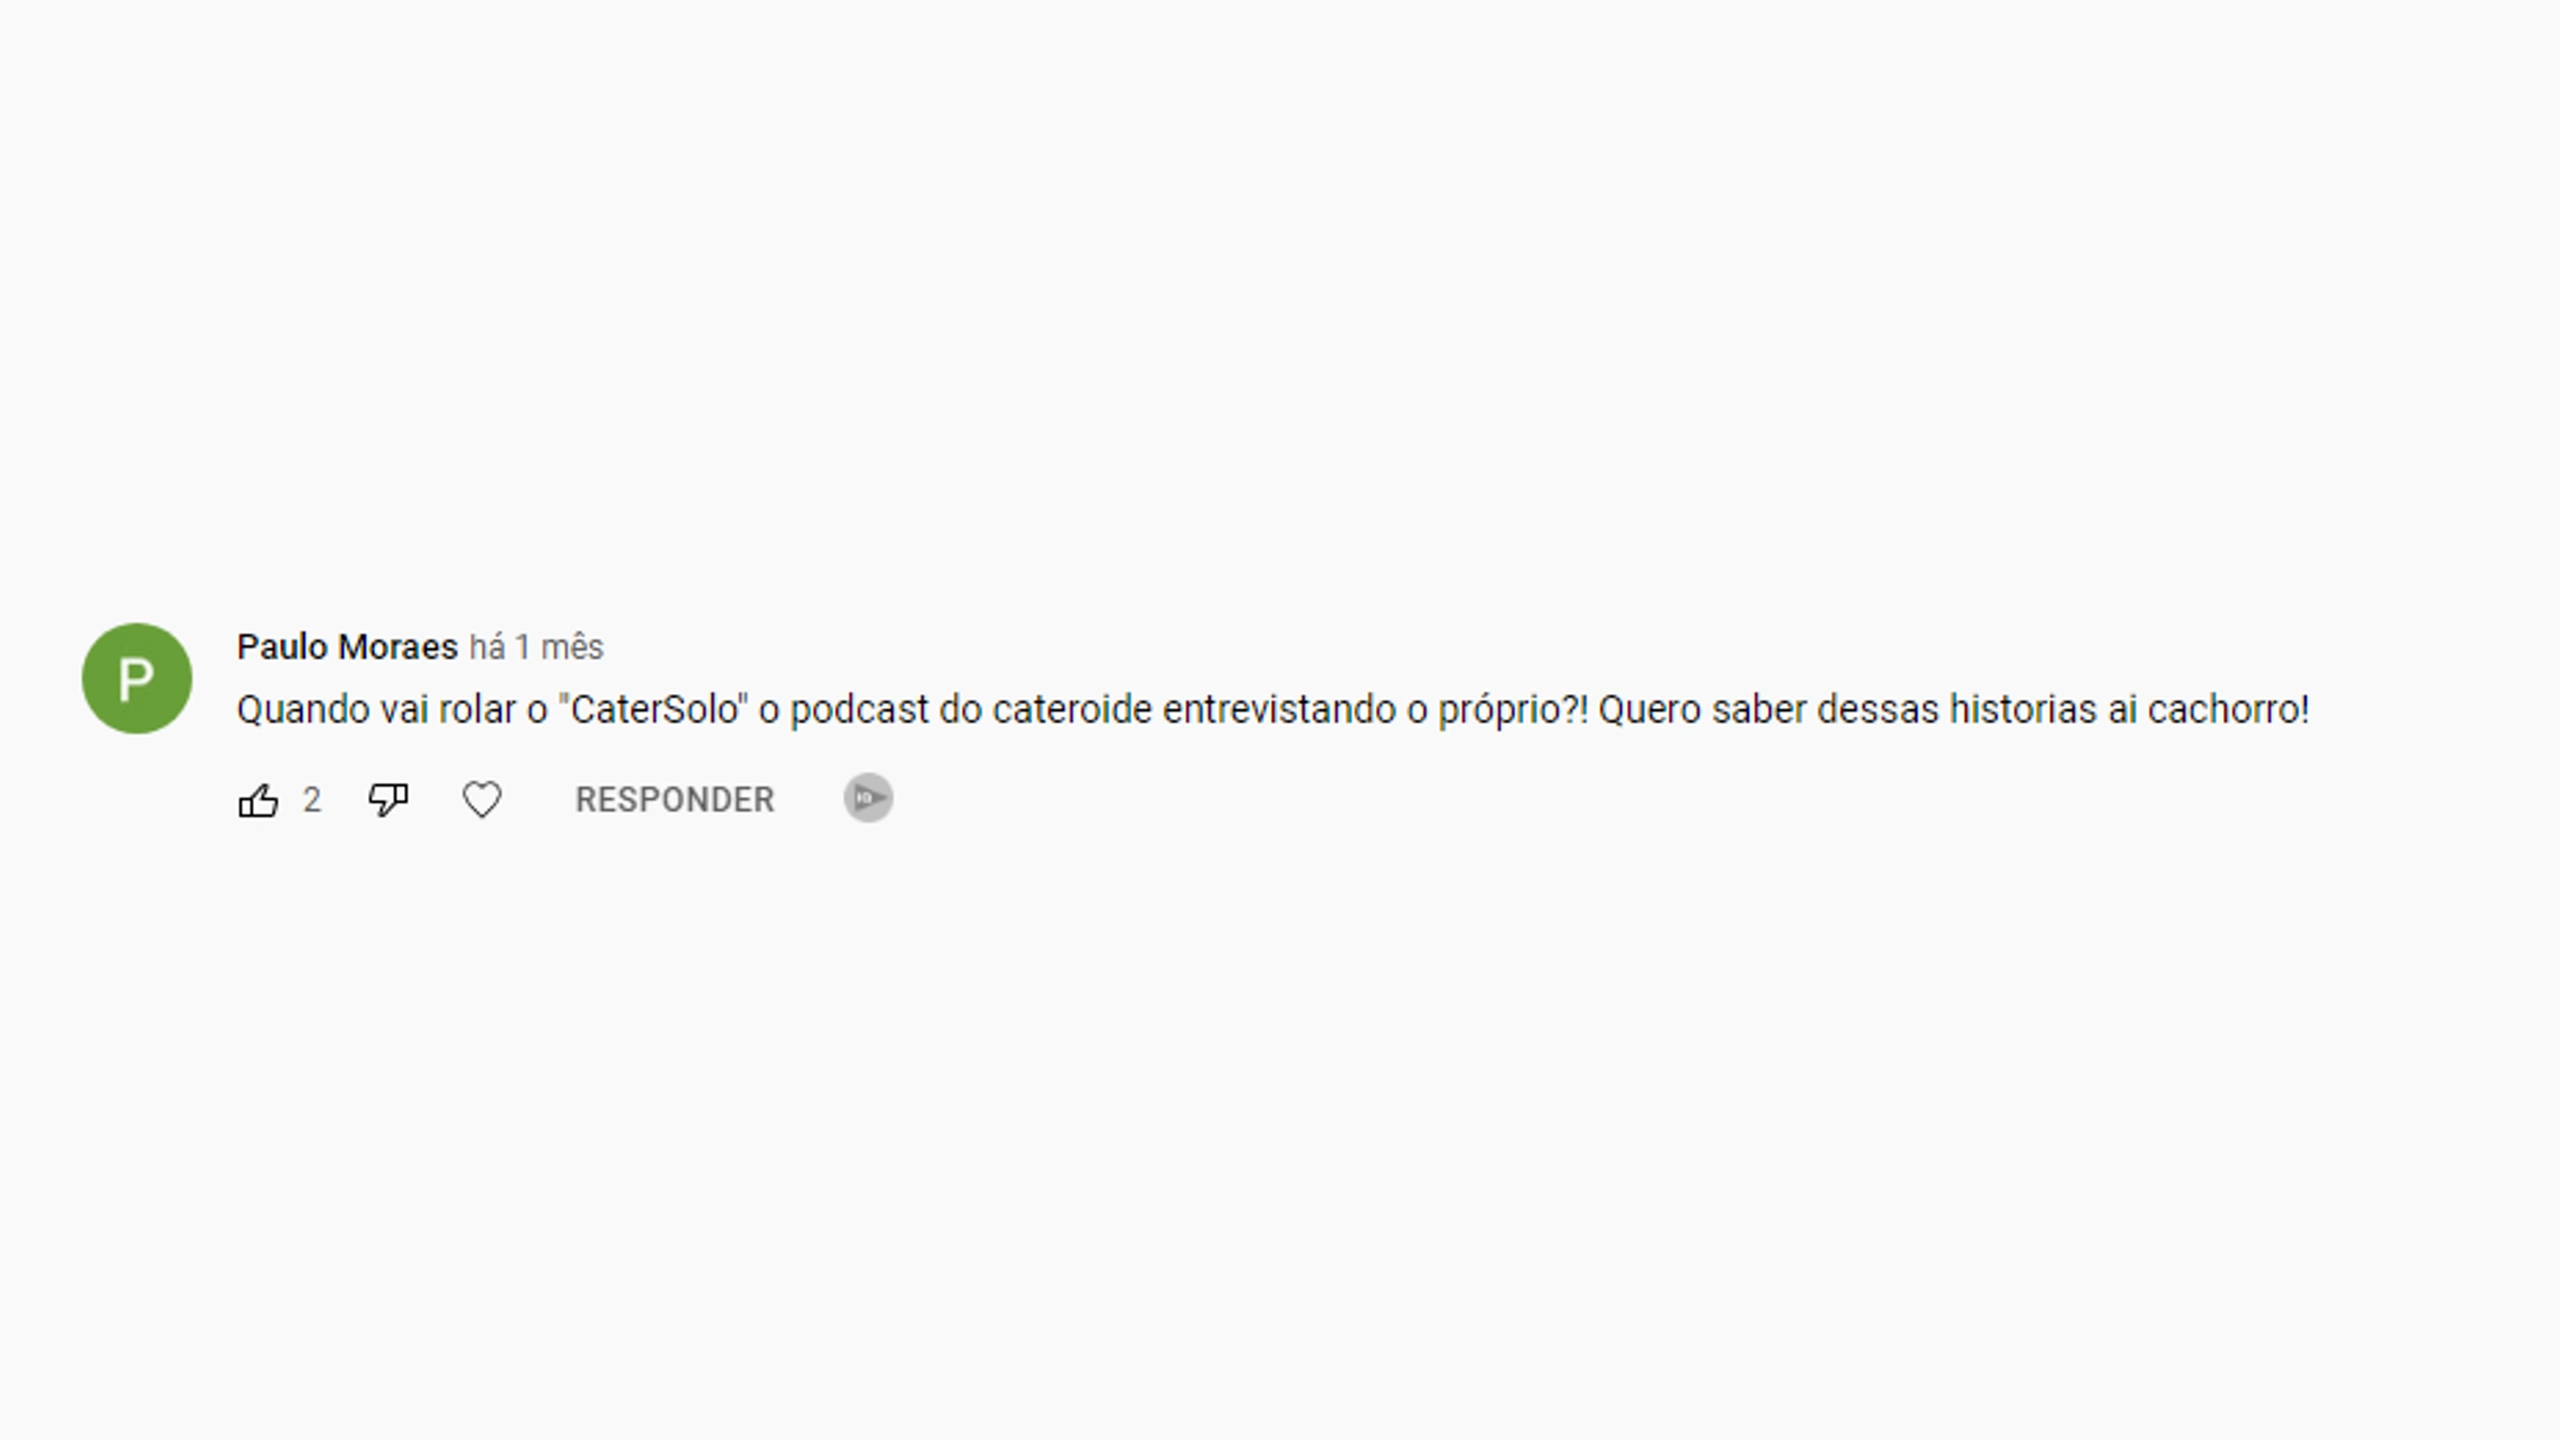 P
Paulo Moraes há 1 mês
Quando vai rolar o "CaterSolo" o podcast do cateroide entrevistando o próprio?! Quero saber dessas historias ai cachorro!
2 RESPONDER